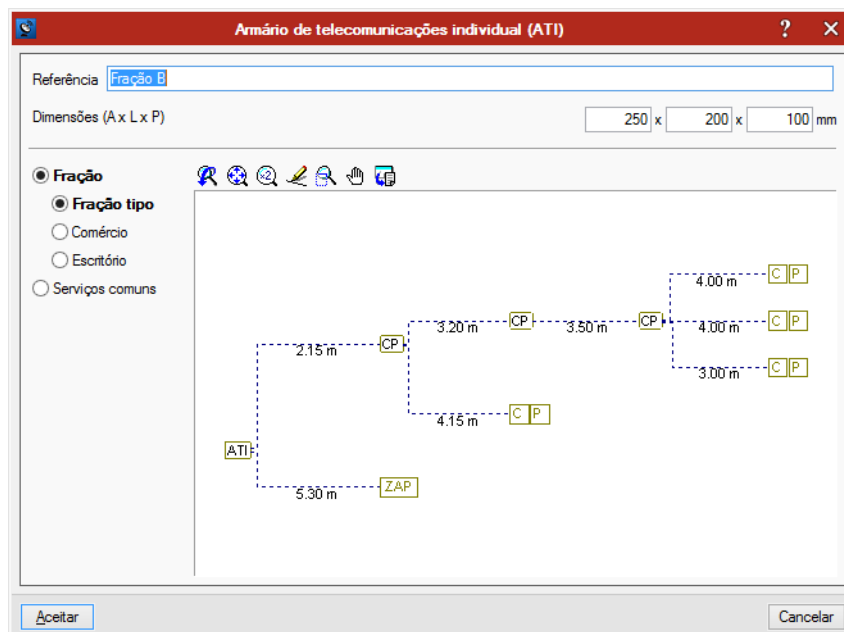 Armário de telecomunicações individual (ATI) ?
Referência Fração B
Dimensões (A x L x P) 250 x 200 x 100 mm
Fração
Fração tipo
Comércio
Escritório
Serviços comuns
x2
4.00 m C P
3.20 m CP 3.50 m CP 4.00 m C P
2.15 m CP
3.00 m C P
4.15 m C P
ATI
5.30 m ZAP
Aceitar Cancelar